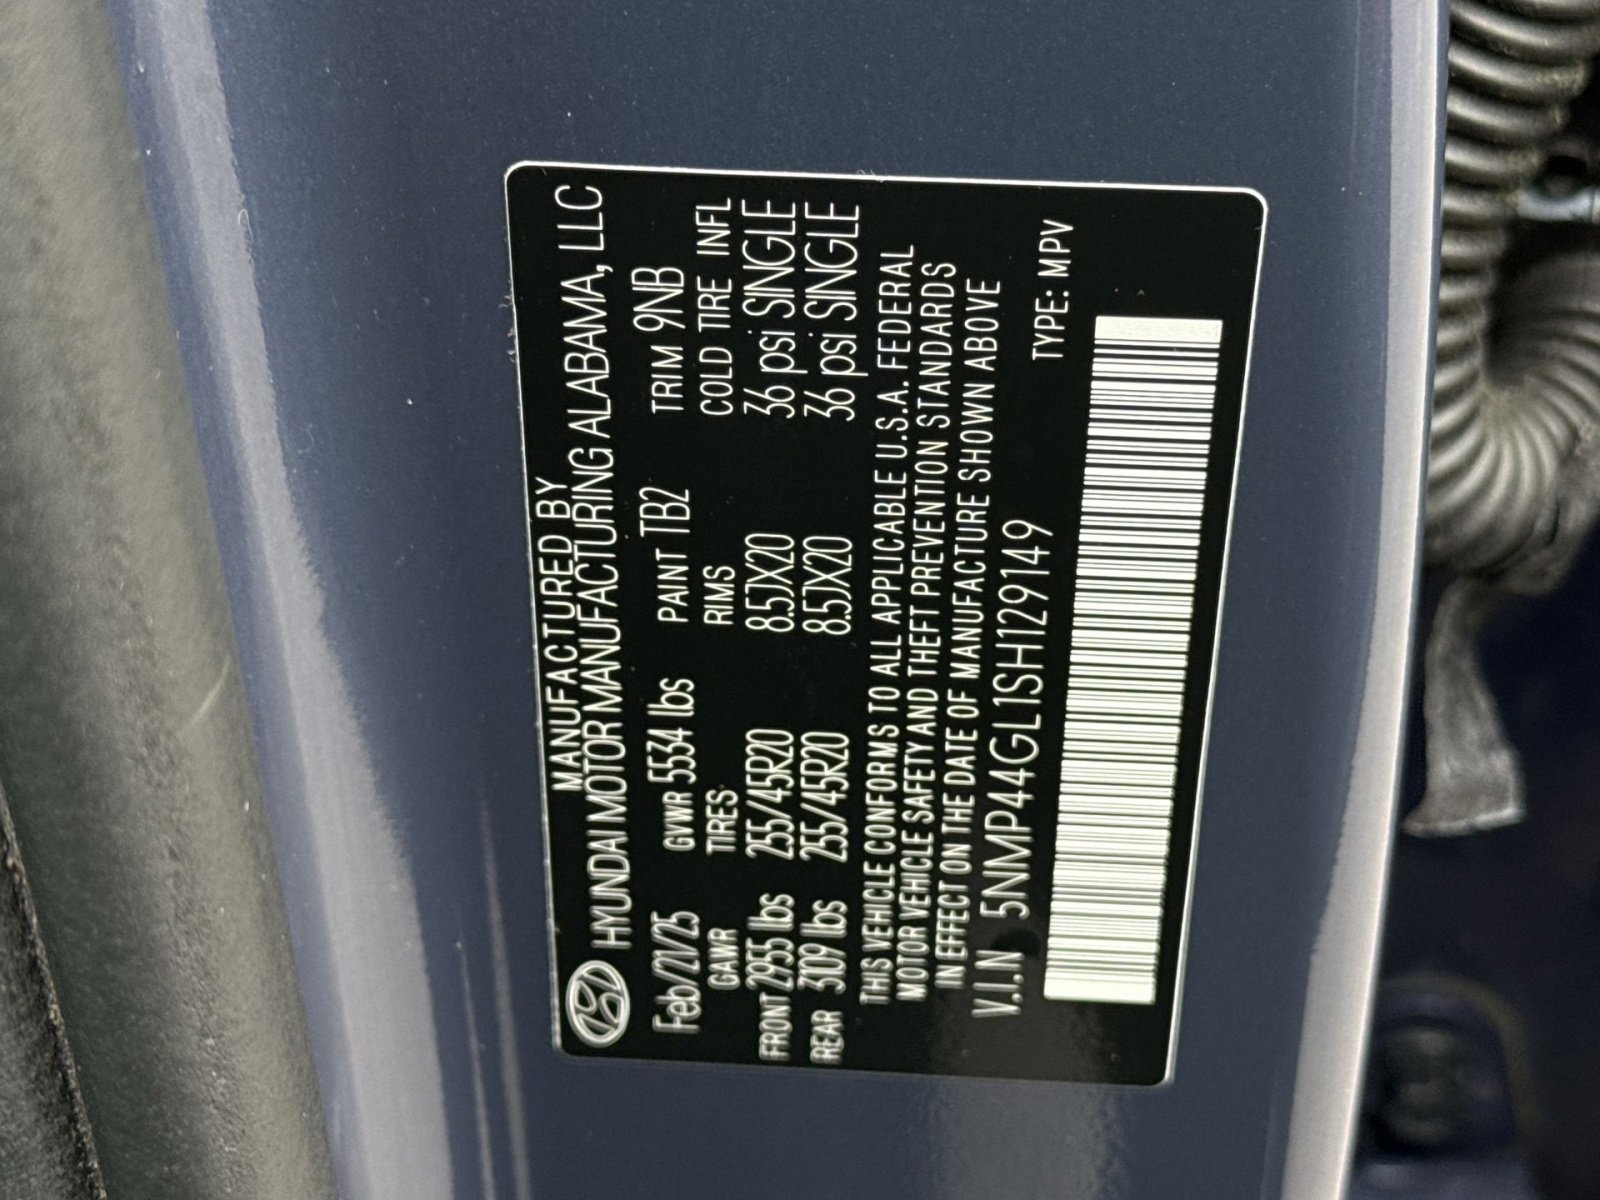 MANUFACTURED BY
HYUNDAI MOTOR MANUFACTURING ALABAMA, LLC
Feb/21/25 GVWR 5534 lbs PAINT TB2 TRIM 9NB
GAWR TIRES RIMS COLD TIRE INFL
FRONT 2955 lbs 255/45R20 8.5JX20 36 psi SINGLE
REAR 3109 lbs 255/45R20 8.5JX20 36 psi SINGLE
THIS VEHICLE CONFORMS TO ALL APPLICABLE U.S.A. FEDERAL
MOTOR VEHICLE SAFETY AND THEFT PREVENTION STANDARDS
IN EFFECT ON THE DATE OF MANUFACTURE SHOWN ABOVE
V.I.N 5NMP44GL1SH129149 TYPE: MPV